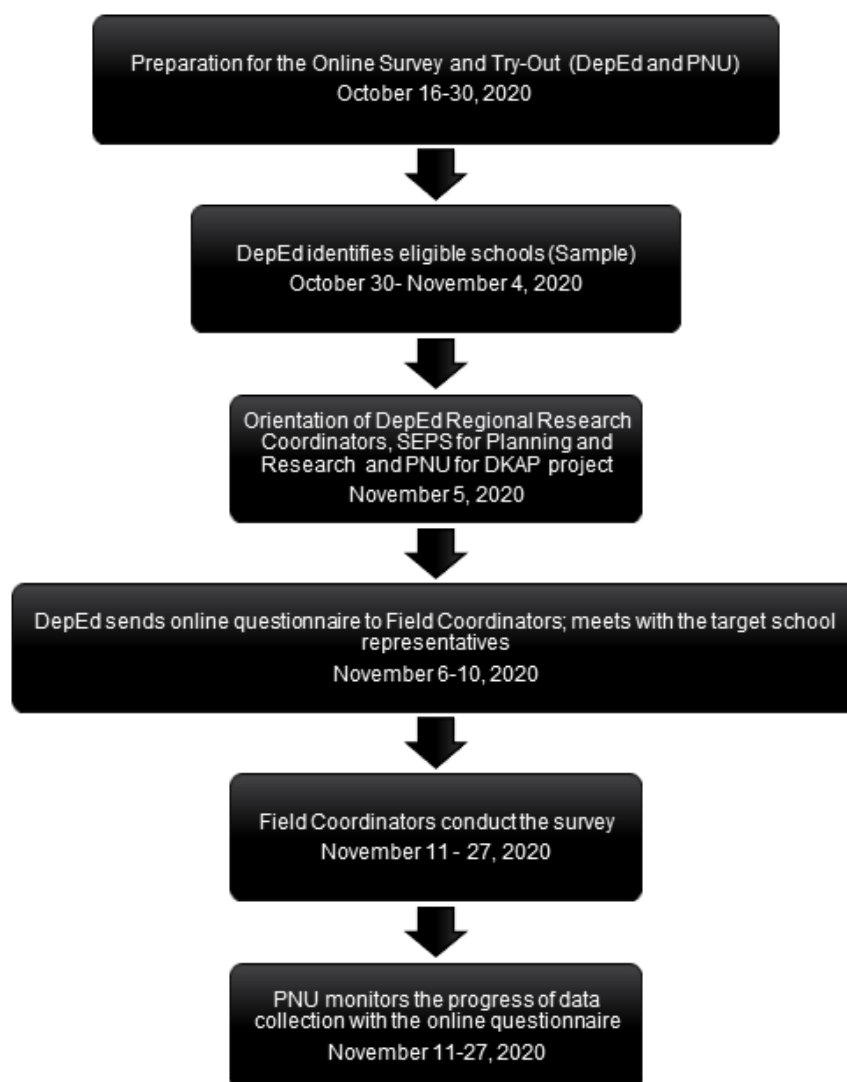 Preparation for the Online Survey and Try-Out (DepEd and PNU)
October 16-30, 2020
DepEd identifies eligible schools (Sample)
October 30- November 4, 2020
Orientation of DepEd Regional Research
Coordinators, SEPS for Planning and
Research and PNU for DKAP project
November 5, 2020
DepEd sends online questionnaire to Field Coordinators; meets with the target school
representatives
November 6-10, 2020
Field Coordinators conduct the survey
November 11 - 27, 2020
PNU monitors the progress of data
collection with the online questionnaire
November 11-27, 2020